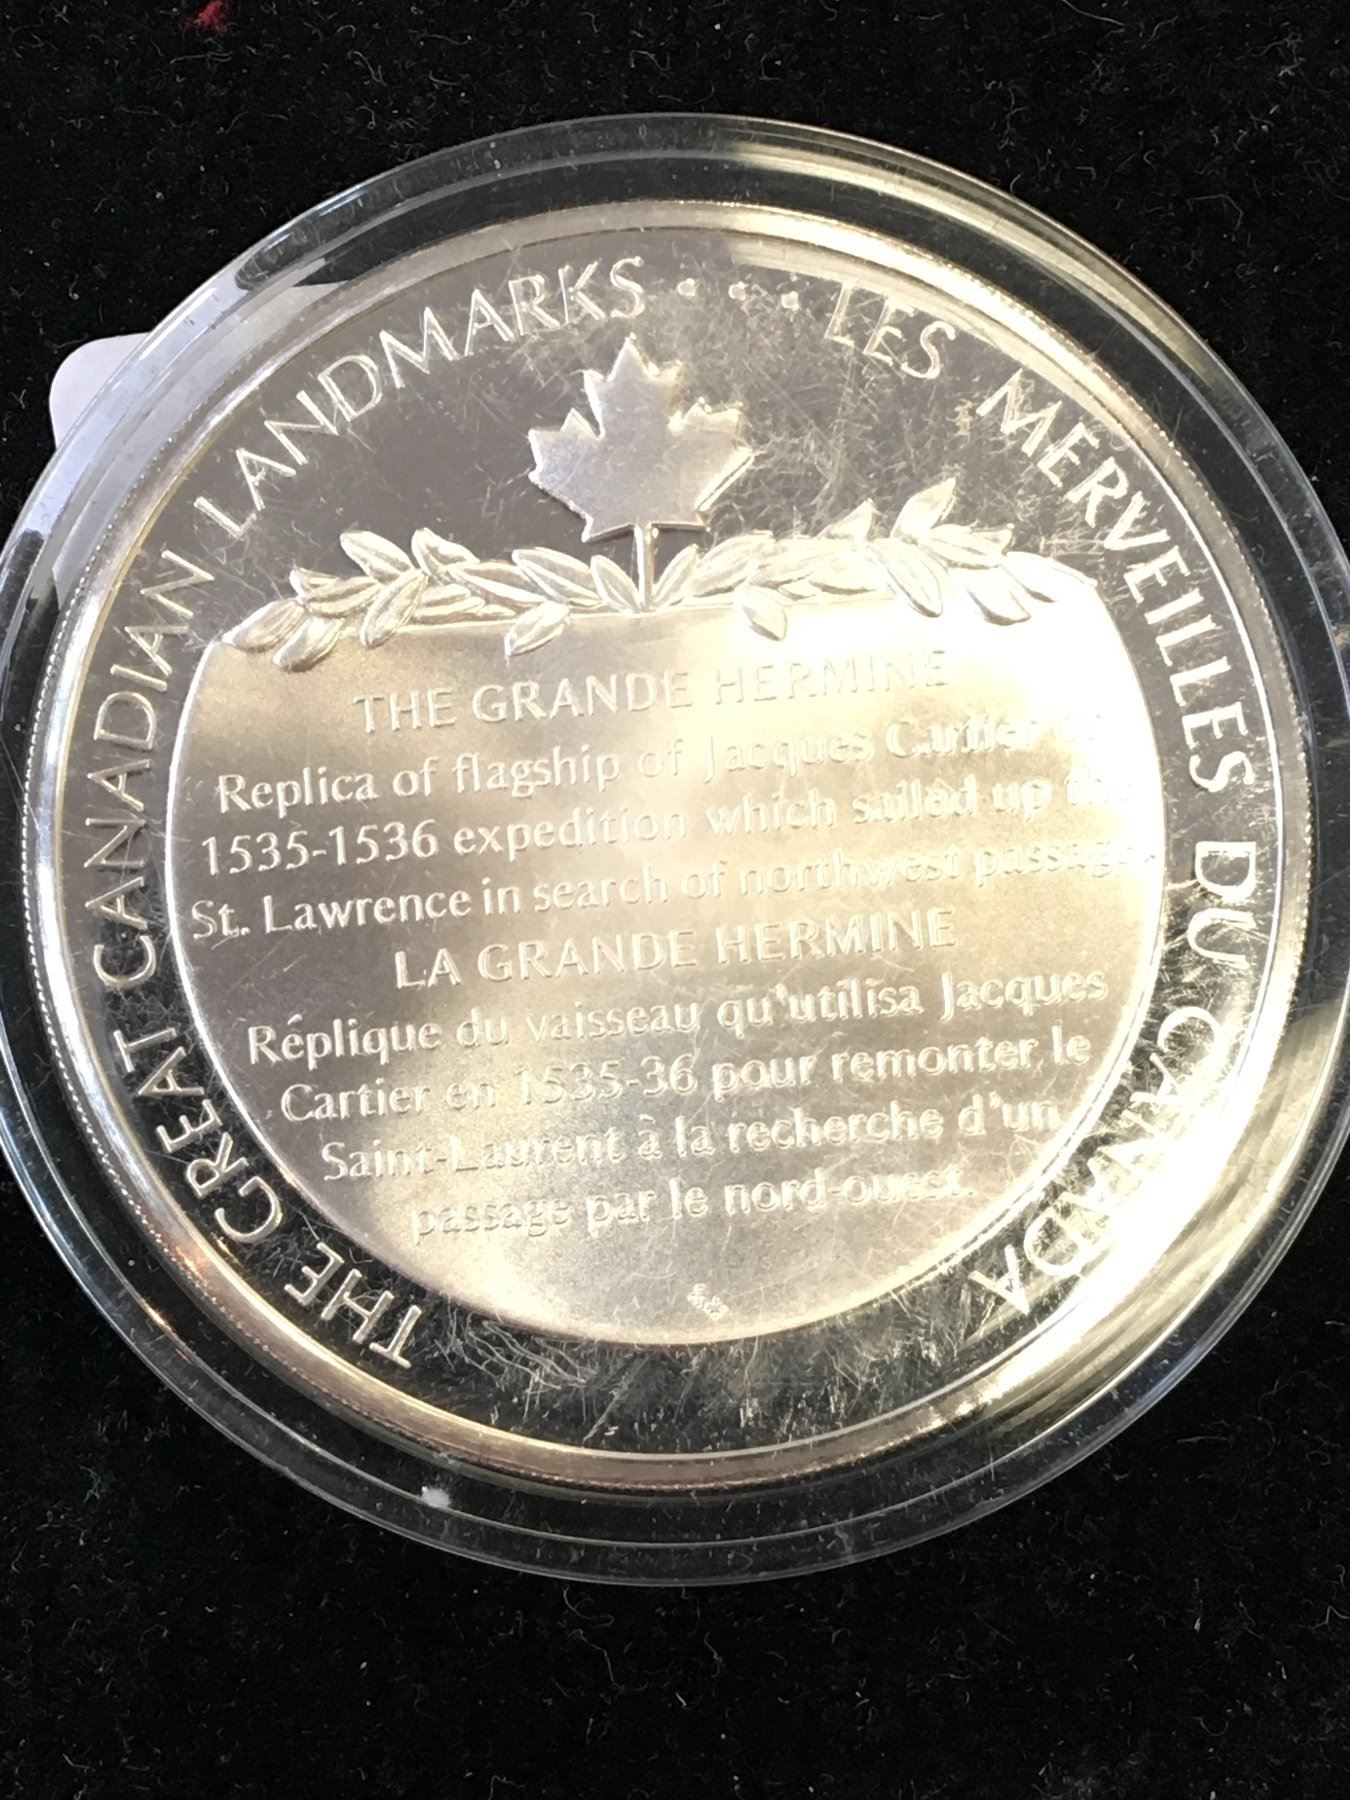 THE GREAT CANADIAN LANDMARKS · · · LES MERVEILLES DU CANADA
THE GRANDE HERMINE
Replica of flagship of Jacques Cartier of
1535-1536 expedition which sailed up the
St. Lawrence in search of northwest passage.
LA GRANDE HERMINE
Réplique du vaisseau qu'utilisa Jacques
Cartier en 1535-36 pour remonter le
Saint-Laurent à la recherche d'un
passage par le nord-ouest.